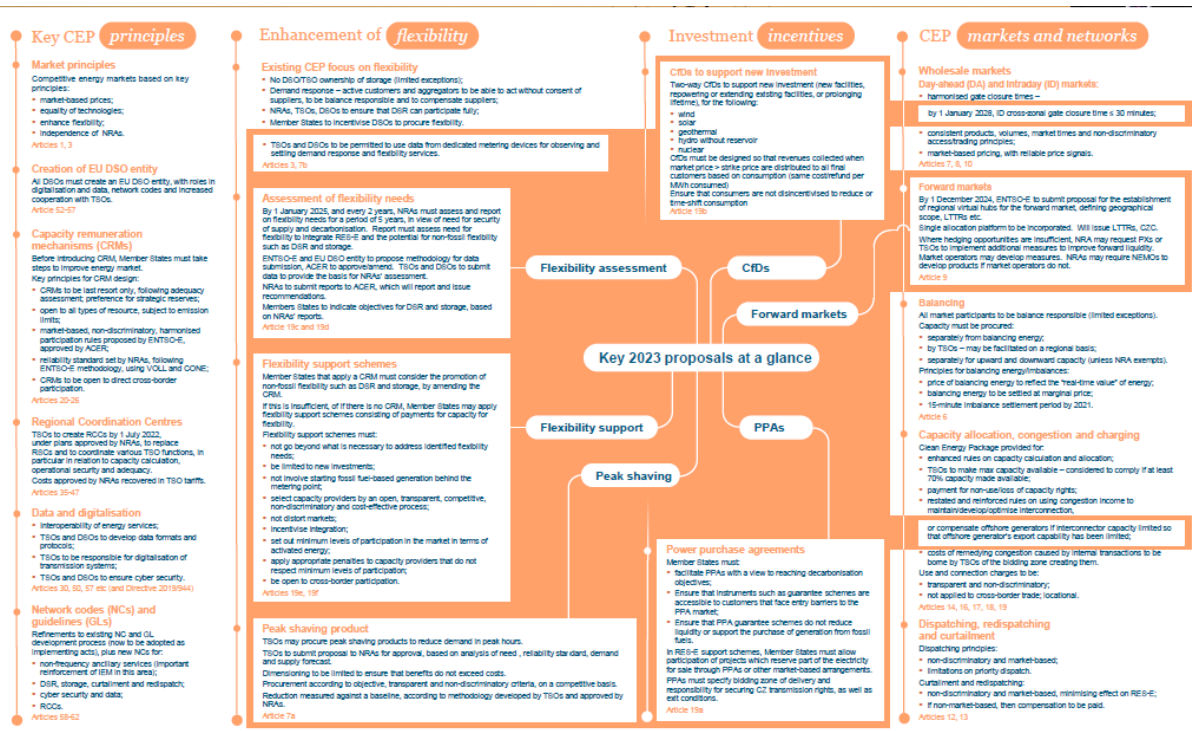 Key CEP principles
Market principles
Competitive energy markets based on key
principles:
• market-based prices;
• equality of technologies;
• enhance flexibility;
• independence of NRAs.
Articles 1, 3
Creation of EU DSO entity
All DSOs must create an EU DSO entity, with roles in
digitalisation and data, network codes and increased
cooperation with TSOs.
Article 52-57
Capacity remuneration
mechanisms (CRMs)
Before introducing CRM, Member States must take
steps to improve energy market.
Key principles for CRM design:
• CRMs to be last resort only, following adequacy
assessment; preference for strategic reserves;
• open to all types of resource, subject to emission
limits;
• market-based, non-discriminatory, harmonised
participation rules proposed by ENTSO-E,
approved by ACER;
• reliability standard set by NRAs, following
ENTSO-E methodology, using VOLL and CONE;
• CRMs to be open to direct cross-border
participation.
Articles 20-26
Regional Coordination Centres
TSOs to create RCCs by 1 July 2022,
under plans approved by NRAs, to replace
RSCs and to coordinate various TSO functions, in
particular in relation to capacity calculation,
operational security and adequacy.
Costs approved by NRAs recovered in TSO tariffs.
Articles 35-47
Data and digitalisation
• Interoperability of energy services;
• TSOs and DSOs to develop data formats and
protocols;
• TSOs to be responsible for digitalisation of
transmission systems;
• TSOs and DSOs to ensure cyber security.
Articles 30, 50, 57 etc (and Directive 2019/944)
Network codes (NCs) and
guidelines (GLs)
Refinements to existing NC and GL
development process (now to be adopted as
implementing acts), plus new NCs for:
• non-frequency ancillary services (important
reinforcement of IEM in this area);
• DSR, storage, curtailment and redispatch;
• cyber security and data;
• RCCs.
Articles 58-62
Enhancement of flexibility
Existing CEP focus on flexibility
• No DSO/TSO ownership of storage (limited exceptions);
• Demand response – active customers and aggregators to be able to act without consent of
suppliers, to be balance responsible and to compensate suppliers;
• NRAs, TSOs, DSOs to ensure that DSR can participate fully;
• Member States to incentivise DSOs to procure flexibility.
• TSOs and DSOs to be permitted to use data from dedicated metering devices for observing and
settling demand response and flexibility services.
Articles 3, 7b
Assessment of flexibility needs
By 1 January 2025, and every 2 years, NRAs must assess and report
on flexibility needs for a period of 5 years, in view of need for security
of supply and decarbonisation. Report must assess need for
flexibility to integrate RES-E and the potential for non-fossil flexibility
such as DSR and storage.
ENTSO-E and EU DSO entity to propose methodology for data
submission, ACER to approve/amend. TSOs and DSOs to submit
data to provide the basis for NRAs' assessment.
NRAs to submit reports to ACER, which will report and issue
recommendations.
Members States to indicate objectives for DSR and storage, based
on NRAs' reports.
Article 19c and 19d
Flexibility support schemes
Member States that apply a CRM must consider the promotion of
non-fossil flexibility such as DSR and storage, by amending the
CRM.
If this is insufficient, of if there is no CRM, Member States may apply
flexibility support schemes consisting of payments for capacity for
flexibility.
Flexibility support schemes must:
• not go beyond what is necessary to address identified flexibility
needs;
• be limited to new investments;
• not involve starting fossil fuel-based generation behind the
metering point;
• select capacity providers by an open, transparent, competitive,
non-discriminatory and cost-effective process;
• not distort markets;
• incentivise integration;
• set out minimum levels of participation in the market in terms of
activated energy;
• apply appropriate penalties to capacity providers that do not
respect minimum levels of participation;
• be open to cross-border participation.
Articles 19e, 19f
Peak shaving product
TSOs may procure peak shaving products to reduce demand in peak hours.
TSOs to submit proposal to NRAs for approval, based on analysis of need , reliability standard, demand
and supply forecast.
Dimensioning to be limited to ensure that benefits do not exceed costs.
Procurement according to objective, transparent and non-discriminatory criteria, on a competitive basis.
Reduction measured against a baseline, according to methodology developed by TSOs and approved by
NRAs.
Article 7a
Key 2023 proposals at a glance
Flexibility assessment
Flexibility support
Peak shaving
CfDs
Forward markets
PPAs
Investment incentives
CfDs to support new investment
Two-way CfDs to support new investment (new facilities,
repowering or extending existing facilities, or prolonging
lifetime), for the following:
• wind
• solar
• geothermal
• hydro without reservoir
• nuclear
CfDs must be designed so that revenues collected when
market price > strike price are distributed to all final
customers based on consumption (same cost/refund per
MWh consumed)
Ensure that consumers are not disincentivised to reduce or
time-shift consumption
Article 19b
Power purchase agreements
Member States must:
• facilitate PPAs with a view to reaching decarbonisation
objectives;
• Ensure that instruments such as guarantee schemes are
accessible to customers that face entry barriers to the
PPA market;
• Ensure that PPA guarantee schemes do not reduce
liquidity or support the purchase of generation from fossil
fuels.
In RES-E support schemes, Member States must allow
participation of projects which reserve part of the electricity
for sale through PPAs or other market-based arrangements.
PPAs must specify bidding zone of delivery and
responsibility for securing CZ transmission rights, as well as
exit conditions.
Article 19a
CEP markets and networks
Wholesale markets
Day-ahead (DA) and Intraday (ID) markets:
• harmonised gate closure times –
by 1 January 2028, ID cross-zonal gate closure time ≤ 30 minutes;
• consistent products, volumes, market times and non-discriminatory
access/trading principles;
• market-based pricing, with reliable price signals.
Articles 7, 8, 10
Forward markets
By 1 December 2024, ENTSO-E to submit proposal for the establishment
of regional virtual hubs for the forward market, defining geographical
scope, LTTRs etc.
Single allocation platform to be incorporated. Will issue LTTRs, CZC.
Where hedging opportunities are insufficient, NRA may request PXs or
TSOs to implement additional measures to improve forward liquidity.
Market operators may develop measures. NRAs may require NEMOs to
develop products if market operators do not.
Article 9
Balancing
All market participants to be balance responsible (limited exceptions).
Capacity must be procured:
• separately from balancing energy;
• by TSOs – may be facilitated on a regional basis;
• separately for upward and downward capacity (unless NRA exempts).
Principles for balancing energy/imbalances:
• price of balancing energy to reflect the "real-time value" of energy;
• balancing energy to be settled at marginal price;
• 15-minute imbalance settlement period by 2021.
Article 6
Capacity allocation, congestion and charging
Clean Energy Package provided for:
• enhanced rules on capacity calculation and allocation;
• TSOs to make max capacity available – considered to comply if at least
70% capacity made available;
• payment for non-use/loss of capacity rights;
• restated and reinforced rules on using congestion income to
maintain/develop/optimise interconnection,
or compensate offshore generators if interconnector capacity limited so
that offshore generator's export capability has been limited;
• costs of remedying congestion caused by internal transactions to be
borne by TSOs of the bidding zone creating them.
Use and connection charges to be:
• transparent and non-discriminatory;
• not applied to cross-border trade; locational.
Articles 14, 16, 17, 18, 19
Dispatching, redispatching
and curtailment
Dispatching principles:
• non-discriminatory and market-based;
• limitations on priority dispatch.
Curtailment and redispatching:
• non-discriminatory and market-based, minimising effect on RES-E;
• if non-market-based, then compensation to be paid.
Articles 12, 13